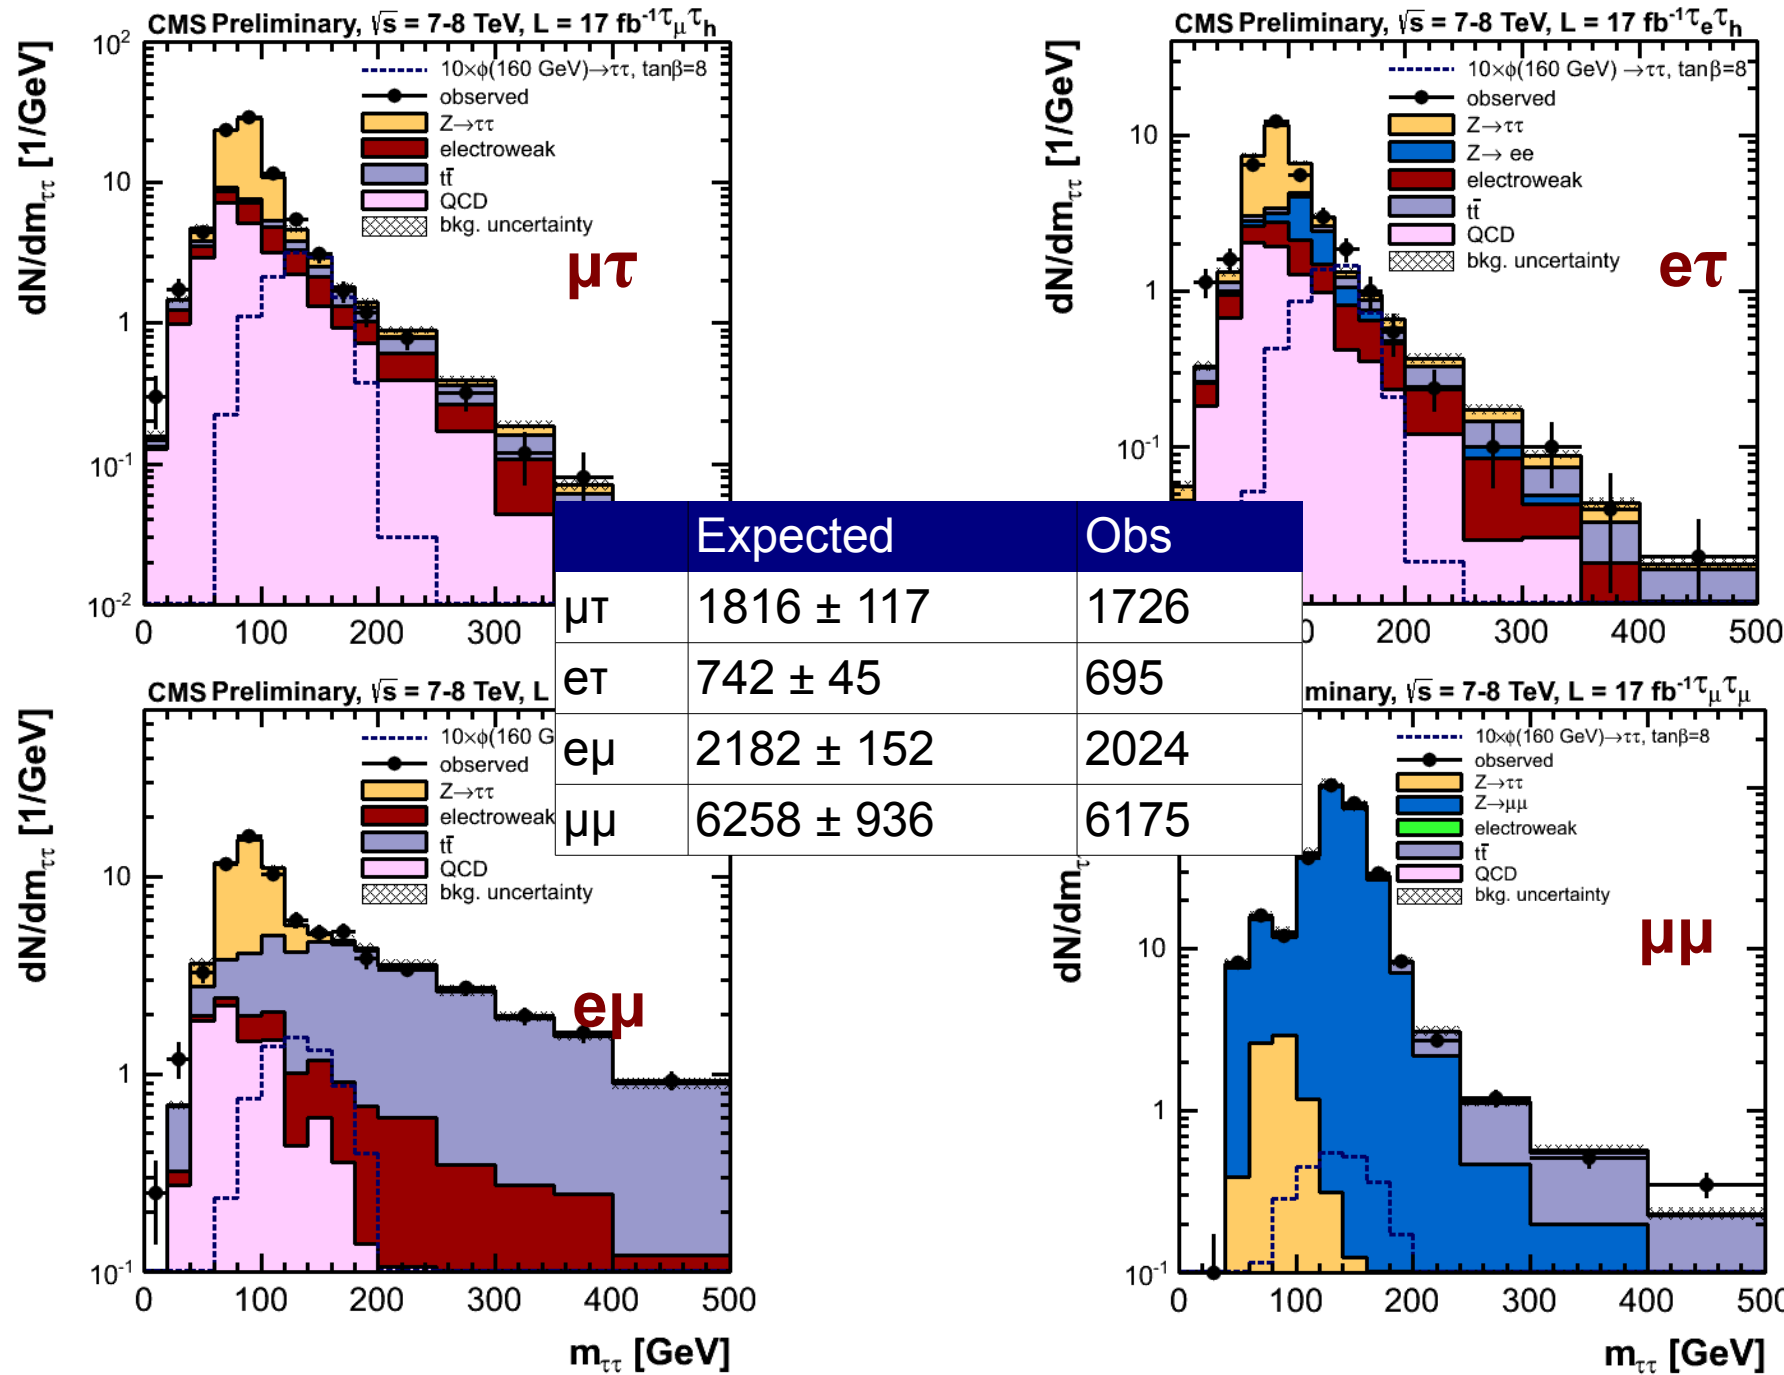 CMS Preliminary, √s = 7-8 TeV, L = 17 fb⁻¹ τμτh
10×ϕ(160 GeV)→ττ, tanβ=8
observed
Z→ττ
electroweak
tt̄
QCD
bkg. uncertainty
μτ
dN/dmττ [1/GeV]
10²
10
1
10⁻¹
10⁻²
0 100 200 300
CMS Preliminary, √s = 7-8 TeV, L = 17 fb⁻¹ τeτh
10×ϕ(160 GeV) →ττ, tanβ=8
observed
Z→ττ
Z→ ee
electroweak
tt̄
QCD
bkg. uncertainty
eτ
dN/dmττ [1/GeV]
10
1
10⁻¹
0 200 300 400 500
Expected Obs
μτ 1816 ± 117 1726
eτ 742 ± 45 695
eμ 2182 ± 152 2024
μμ 6258 ± 936 6175
CMS Preliminary, √s = 7-8 TeV, L
10×ϕ(160 G
observed
Z→ττ
electroweak
tt̄
QCD
bkg. uncertainty
eμ
dN/dmττ [1/GeV]
10
1
10⁻¹
0 100 200 300 400 500
mττ [GeV]
minary, √s = 7-8 TeV, L = 17 fb⁻¹ τμτμ
10×ϕ(160 GeV)→ττ, tanβ=8
observed
Z→ττ
Z→μμ
electroweak
tt̄
QCD
bkg. uncertainty
μμ
dN/dm
10
1
10⁻¹
0 100 200 300 400 500
mττ [GeV]